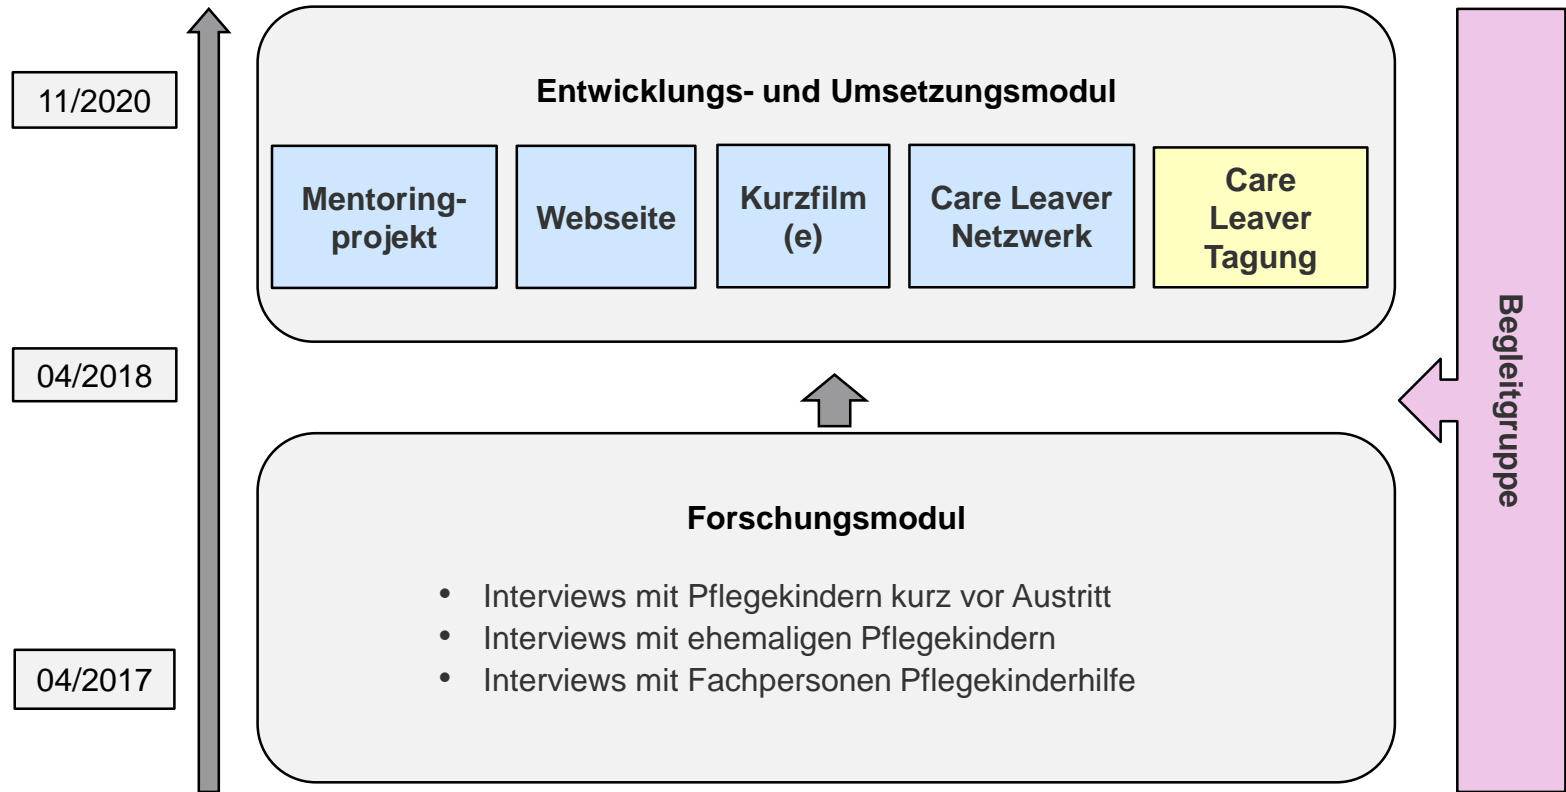 11/2020
Entwicklungs- und Umsetzungsmodul
Mentoring-
projekt
Webseite
Kurzfilm
(e)
Care Leaver
Netzwerk
Care
Leaver
Tagung
04/2018
Begleitgruppe
Forschungsmodul
• Interviews mit Pflegekindern kurz vor Austritt
• Interviews mit ehemaligen Pflegekindern
• Interviews mit Fachpersonen Pflegekinderhilfe
04/2017